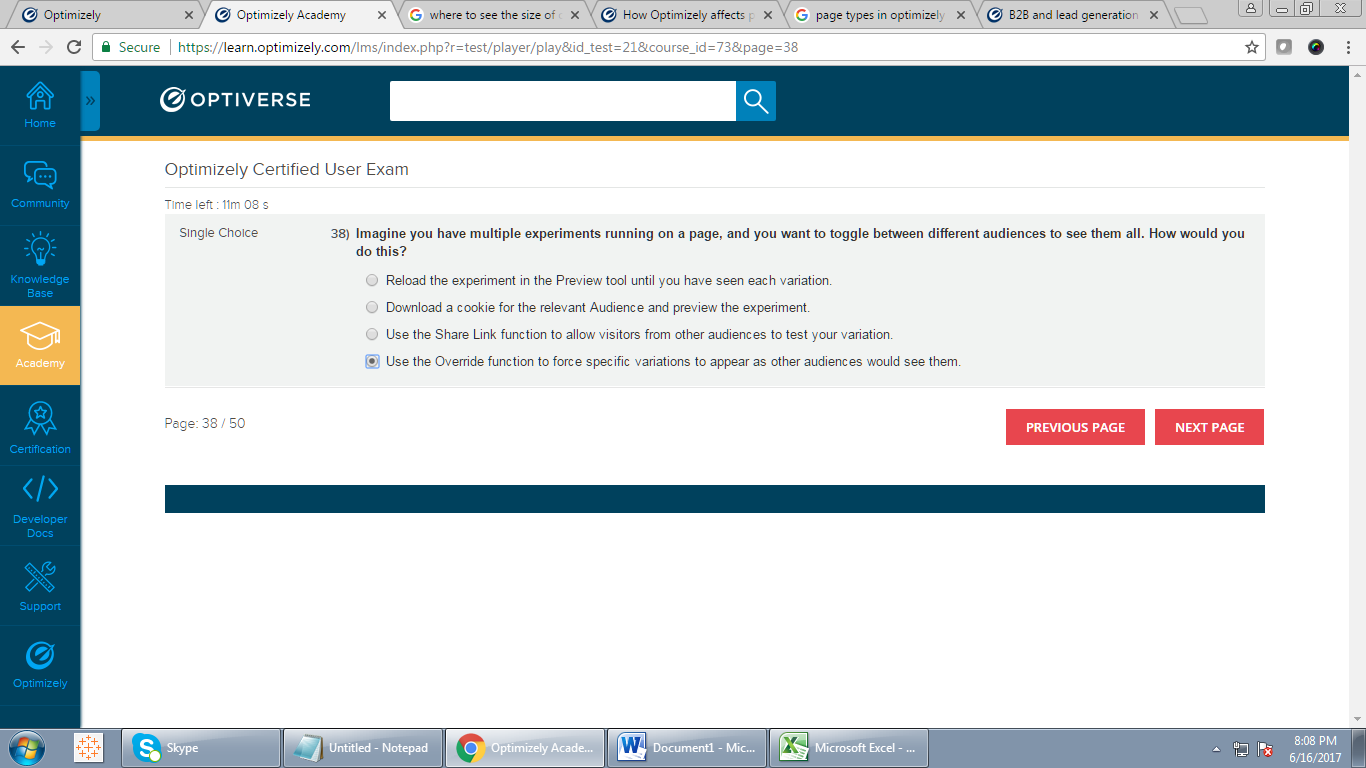 Optimizely
Optimizely Academy
where to see the size of
How Optimizely affects
page types in optimizely
B2B and lead generation
Secure
https://learn.optimizely.com/lms/index.php?r=test/player/play&id_test=21&course_id=73&page=38
Home
»
OPTIVERSE
Community
Knowledge
Base
Academy
Certification
Developer
Docs
Support
Optimizely
Optimizely Certified User Exam
Time left : 11m 08 s
Single Choice
38) Imagine you have multiple experiments running on a page, and you want to toggle between different audiences to see them all. How would you
do this?
Reload the experiment in the Preview tool until you have seen each variation.
Download a cookie for the relevant Audience and preview the experiment.
Use the Share Link function to allow visitors from other audiences to test your variation.
Use the Override function to force specific variations to appear as other audiences would see them.
Page: 38 / 50
PREVIOUS PAGE
NEXT PAGE
Skype
Untitled - Notepad
Optimizely Acade...
Document1 - Mic...
Microsoft Excel - ...
8:08 PM
6/16/2017